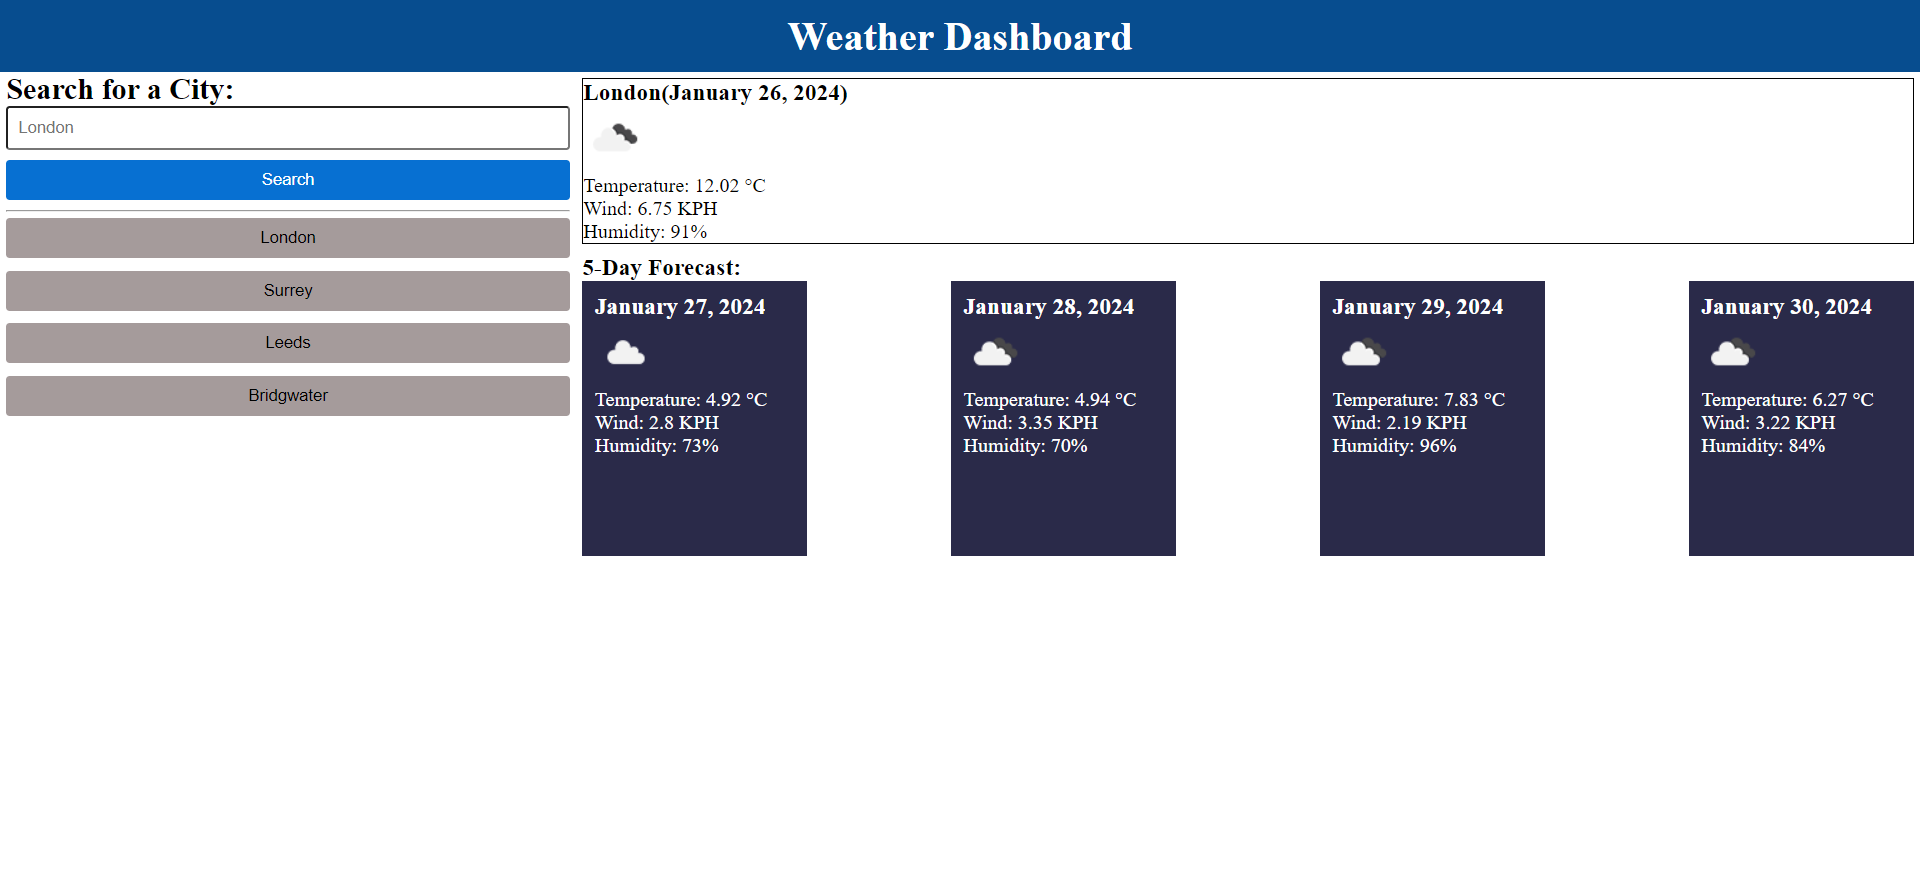 Weather Dashboard
Search for a City:
London
Search
London
Surrey
Leeds
Bridgwater
London(January 26, 2024)
Temperature: 12.02 °C
Wind: 6.75 KPH
Humidity: 91%
5-Day Forecast:
January 27, 2024
Temperature: 4.92 °C
Wind: 2.8 KPH
Humidity: 73%
January 28, 2024
Temperature: 4.94 °C
Wind: 3.35 KPH
Humidity: 70%
January 29, 2024
Temperature: 7.83 °C
Wind: 2.19 KPH
Humidity: 96%
January 30, 2024
Temperature: 6.27 °C
Wind: 3.22 KPH
Humidity: 84%